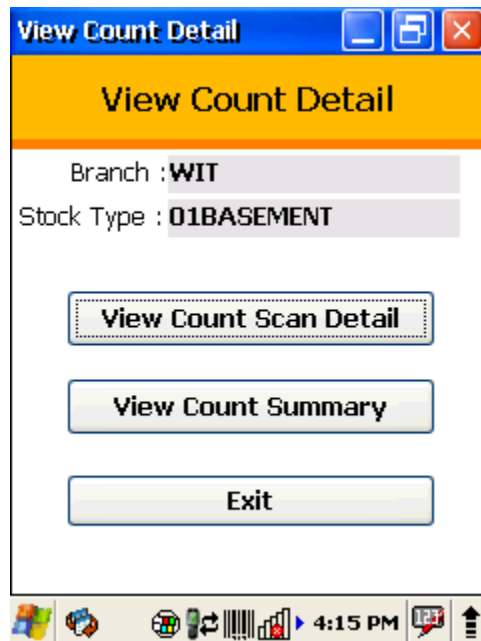 View Count Detail
View Count Detail
Branch : WIT
Stock Type : 01BASEMENT
View Count Scan Detail
View Count Summary
Exit
4:15 PM
123